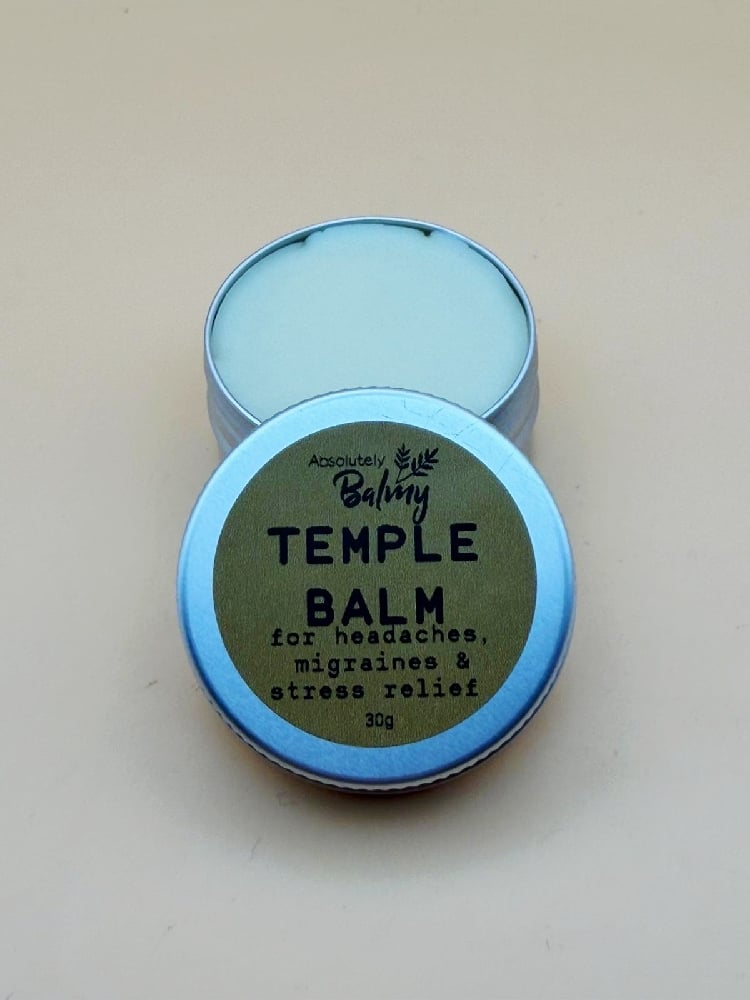 Absolutely
Balmy
TEMPLE
BALM
for headaches,
migraines &
stress relief
30g